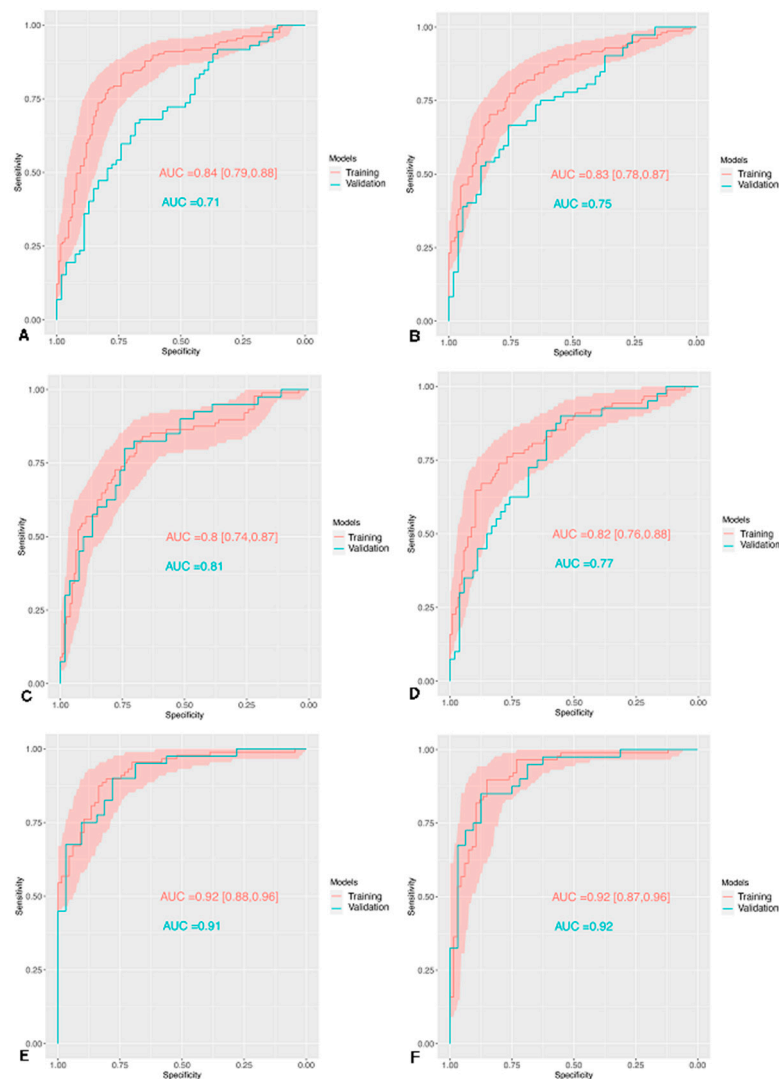 1.00
0.75
0.50
0.25
0.00
Sensitivity
AUC =0.84 [0.79,0.88]
AUC =0.71
Models
Training
Validation
1.00
0.75
0.50
0.25
0.00
Specificity
A
1.00
0.75
0.50
0.25
0.00
Sensitivity
AUC =0.83 [0.78,0.87]
AUC =0.75
Models
Training
Validation
1.00
0.75
0.50
0.25
0.00
Specificity
B
1.00
0.75
0.50
0.25
0.00
Sensitivity
AUC =0.8 [0.74,0.87]
AUC =0.81
Models
Training
Validation
1.00
0.75
0.50
0.25
0.00
Specificity
C
1.00
0.75
0.50
0.25
0.00
Sensitivity
AUC =0.82 [0.76,0.88]
AUC =0.77
Models
Training
Validation
1.00
0.75
0.50
0.25
0.00
Specificity
D
1.00
0.75
0.50
0.25
0.00
Sensitivity
AUC =0.92 [0.88,0.96]
AUC =0.91
Models
Training
Validation
1.00
0.75
0.50
0.25
0.00
Specificity
E
1.00
0.75
0.50
0.25
0.00
Sensitivity
AUC =0.92 [0.87,0.96]
AUC =0.92
Models
Training
Validation
1.00
0.75
0.50
0.25
0.00
Specificity
F